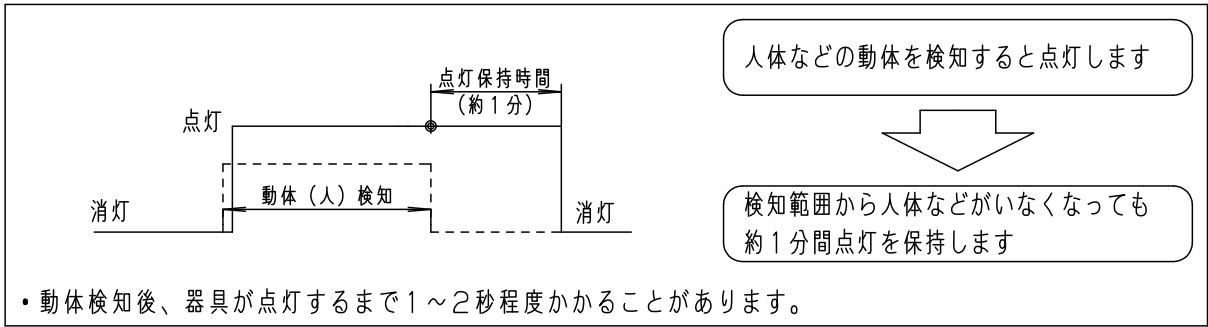 点灯保持時間
(約１分)
点灯
動体（人）検知
消灯
消灯
人体などの動体を検知すると点灯します
検知範囲から人体などがいなくなっても
約１分間点灯を保持します
・動体検知後、器具が点灯するまで１～２秒程度かかることがあります。